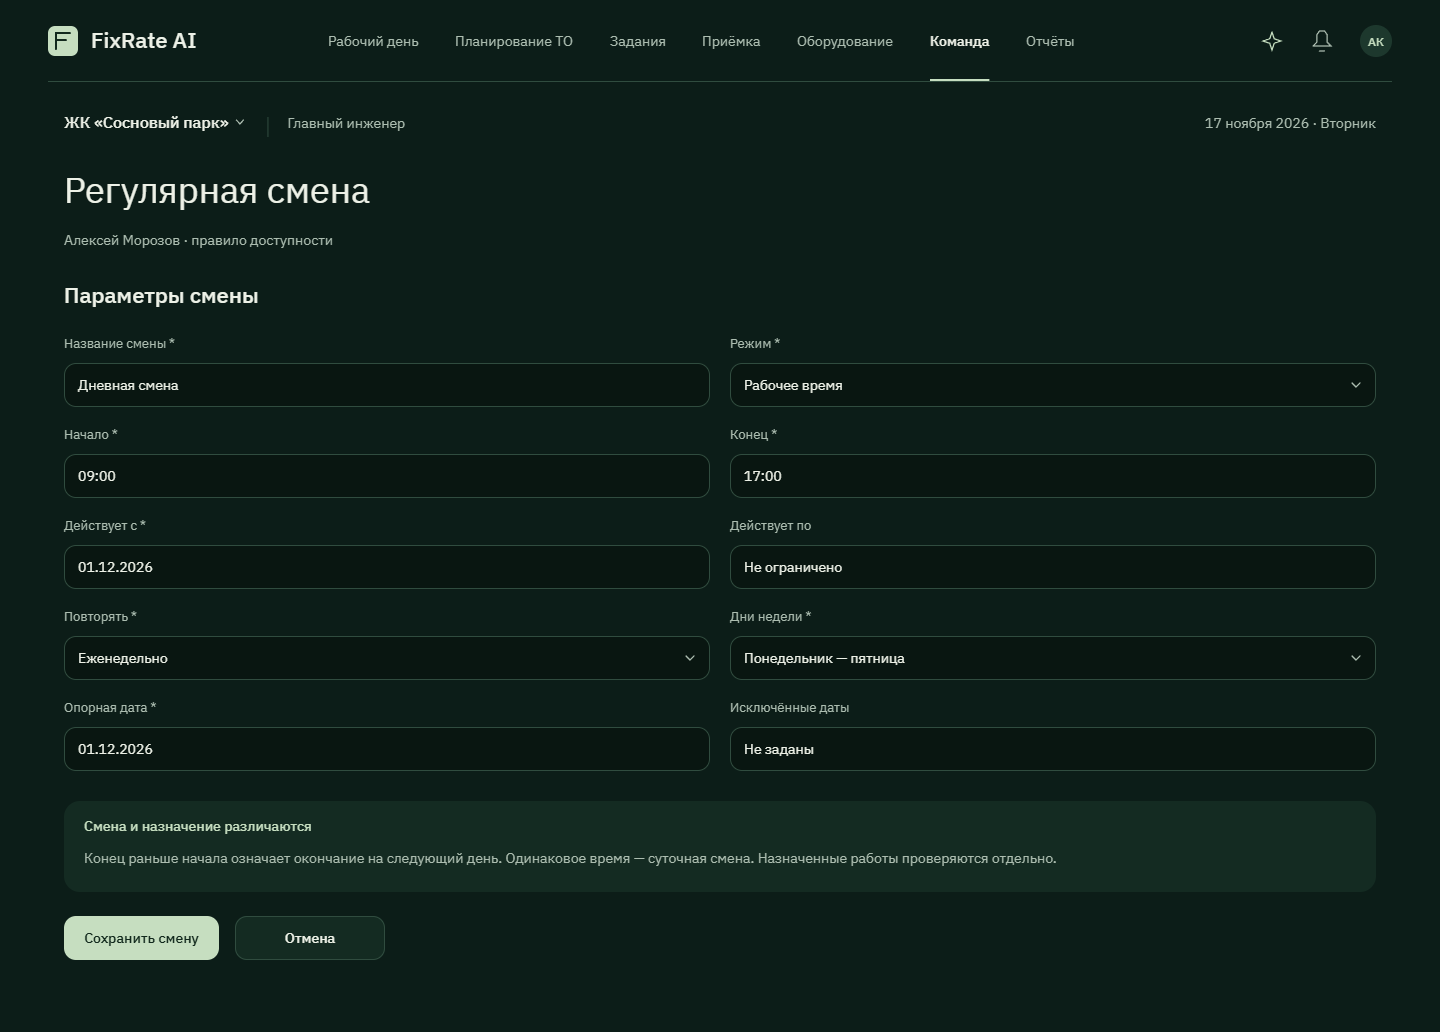 FixRate AI
Рабочий день
Планирование ТО
Задания
Приёмка
Оборудование
Команда
Отчёты
АК
ЖК «Сосновый парк»
Главный инженер
17 ноября 2026 · Вторник
Регулярная смена
Алексей Морозов · правило доступности
Параметры смены
Название смены *
Дневная смена
Режим *
Рабочее время
Начало *
09:00
Конец *
17:00
Действует с *
01.12.2026
Действует по
Не ограничено
Повторять *
Еженедельно
Дни недели *
Понедельник — пятница
Опорная дата *
01.12.2026
Исключённые даты
Не заданы
Смена и назначение различаются
Конец раньше начала означает окончание на следующий день. Одинаковое время — суточная смена. Назначенные работы проверяются отдельно.
Сохранить смену
Отмена